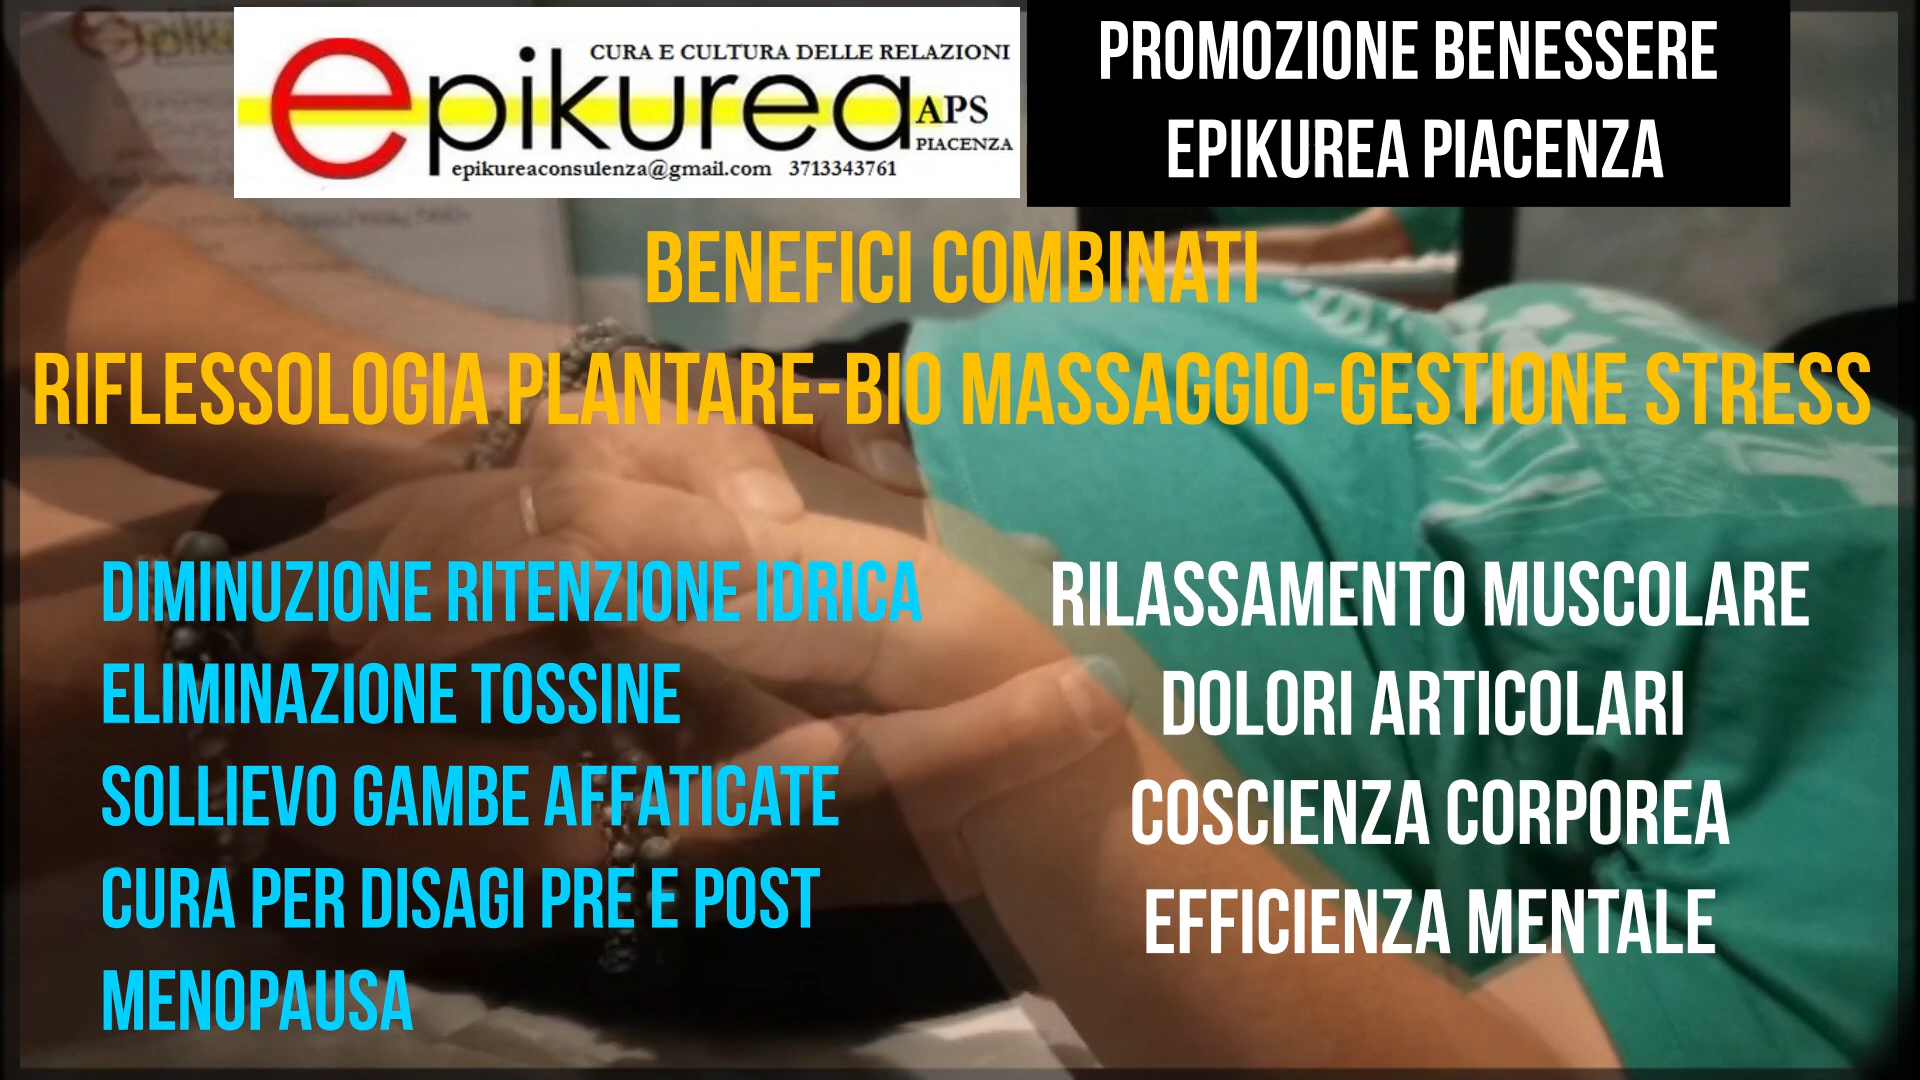 CURA E CULTURA DELLE RELAZIONI
epikurea APS
PIACENZA
epikureaconsulenza@gmail.com 3713343761
PROMOZIONE BENESSERE
EPIKUREA PIACENZA
BENEFICI COMBINATI
RIFLESSOLOGIA PLANTARE-BIO MASSAGGIO-GESTIONE STRESS
DIMINUZIONE RITENZIONE IDRICA
ELIMINAZIONE TOSSINE
SOLLIEVO GAMBE AFFATICATE
CURA PER DISAGI PRE E POST
MENOPAUSA
RILASSAMENTO MUSCOLARE
DOLORI ARTICOLARI
COSCIENZA CORPOREA
EFFICIENZA MENTALE